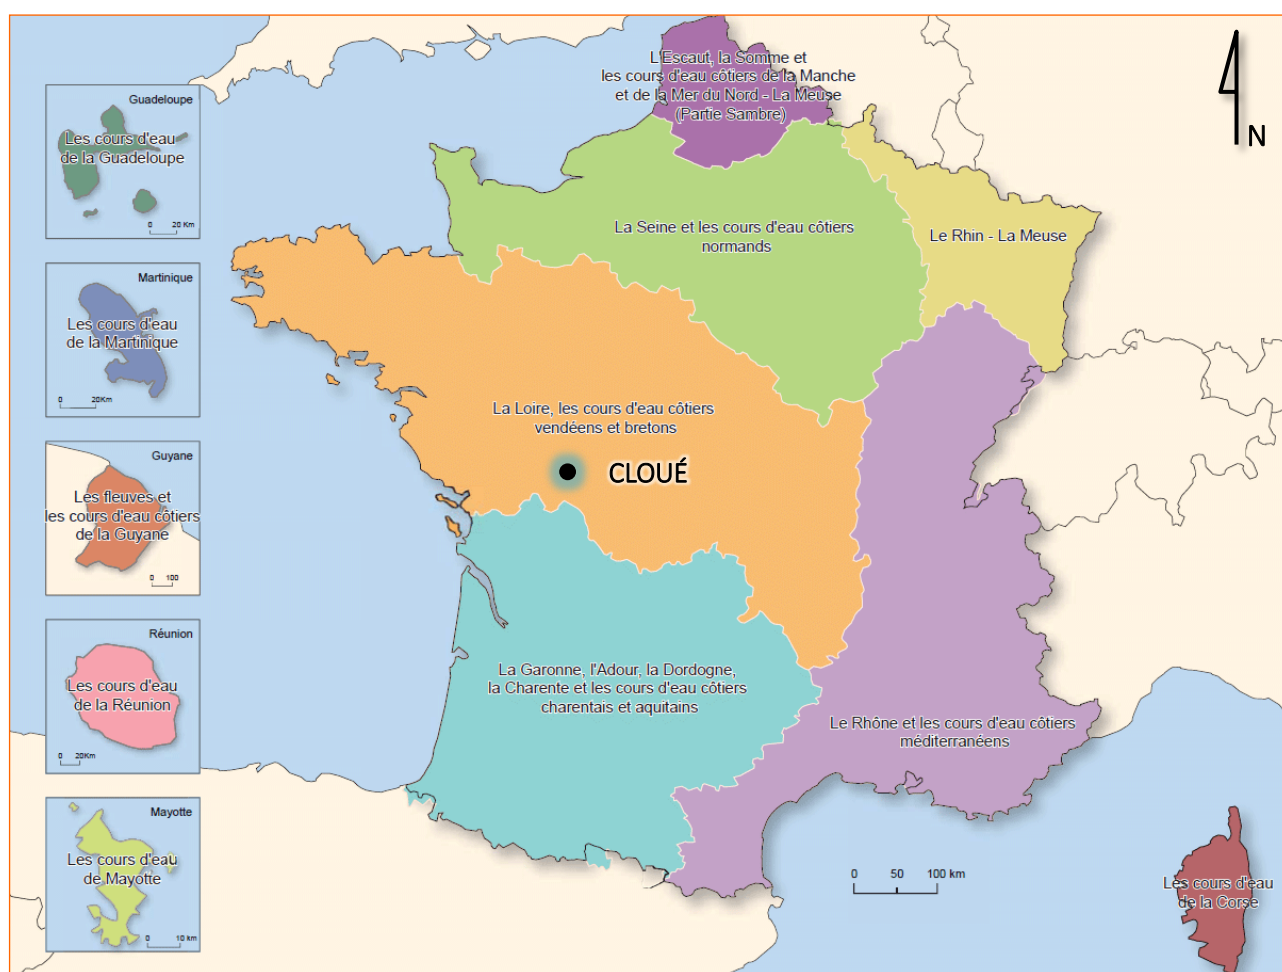 L'Escaut, la Somme et
les cours d'eau côtiers de la Manche
et de la Mer du Nord - La Meuse
(Partie Sambre)
N
Guadeloupe
Les cours d'eau
de la Guadeloupe
0 20 Km
La Seine et les cours d'eau côtiers
normands
Le Rhin - La Meuse
Martinique
Les cours d'eau
de la Martinique
0 20Km
La Loire, les cours d'eau côtiers
vendéens et bretons
CLOUÉ
Guyane
Les fleuves et
les cours d'eau côtiers
de la Guyane
0 100
Réunion
Les cours d'eau
de la Réunion
0 20Km
La Garonne, l'Adour, la Dordogne,
la Charente et les cours d'eau côtiers
charentais et aquitains
Le Rhône et les cours d'eau côtiers
méditerranéens
Mayotte
Les cours d'eau
de Mayotte
0 10 km
0 50 100 km
Les cours d'eau
de la Corse